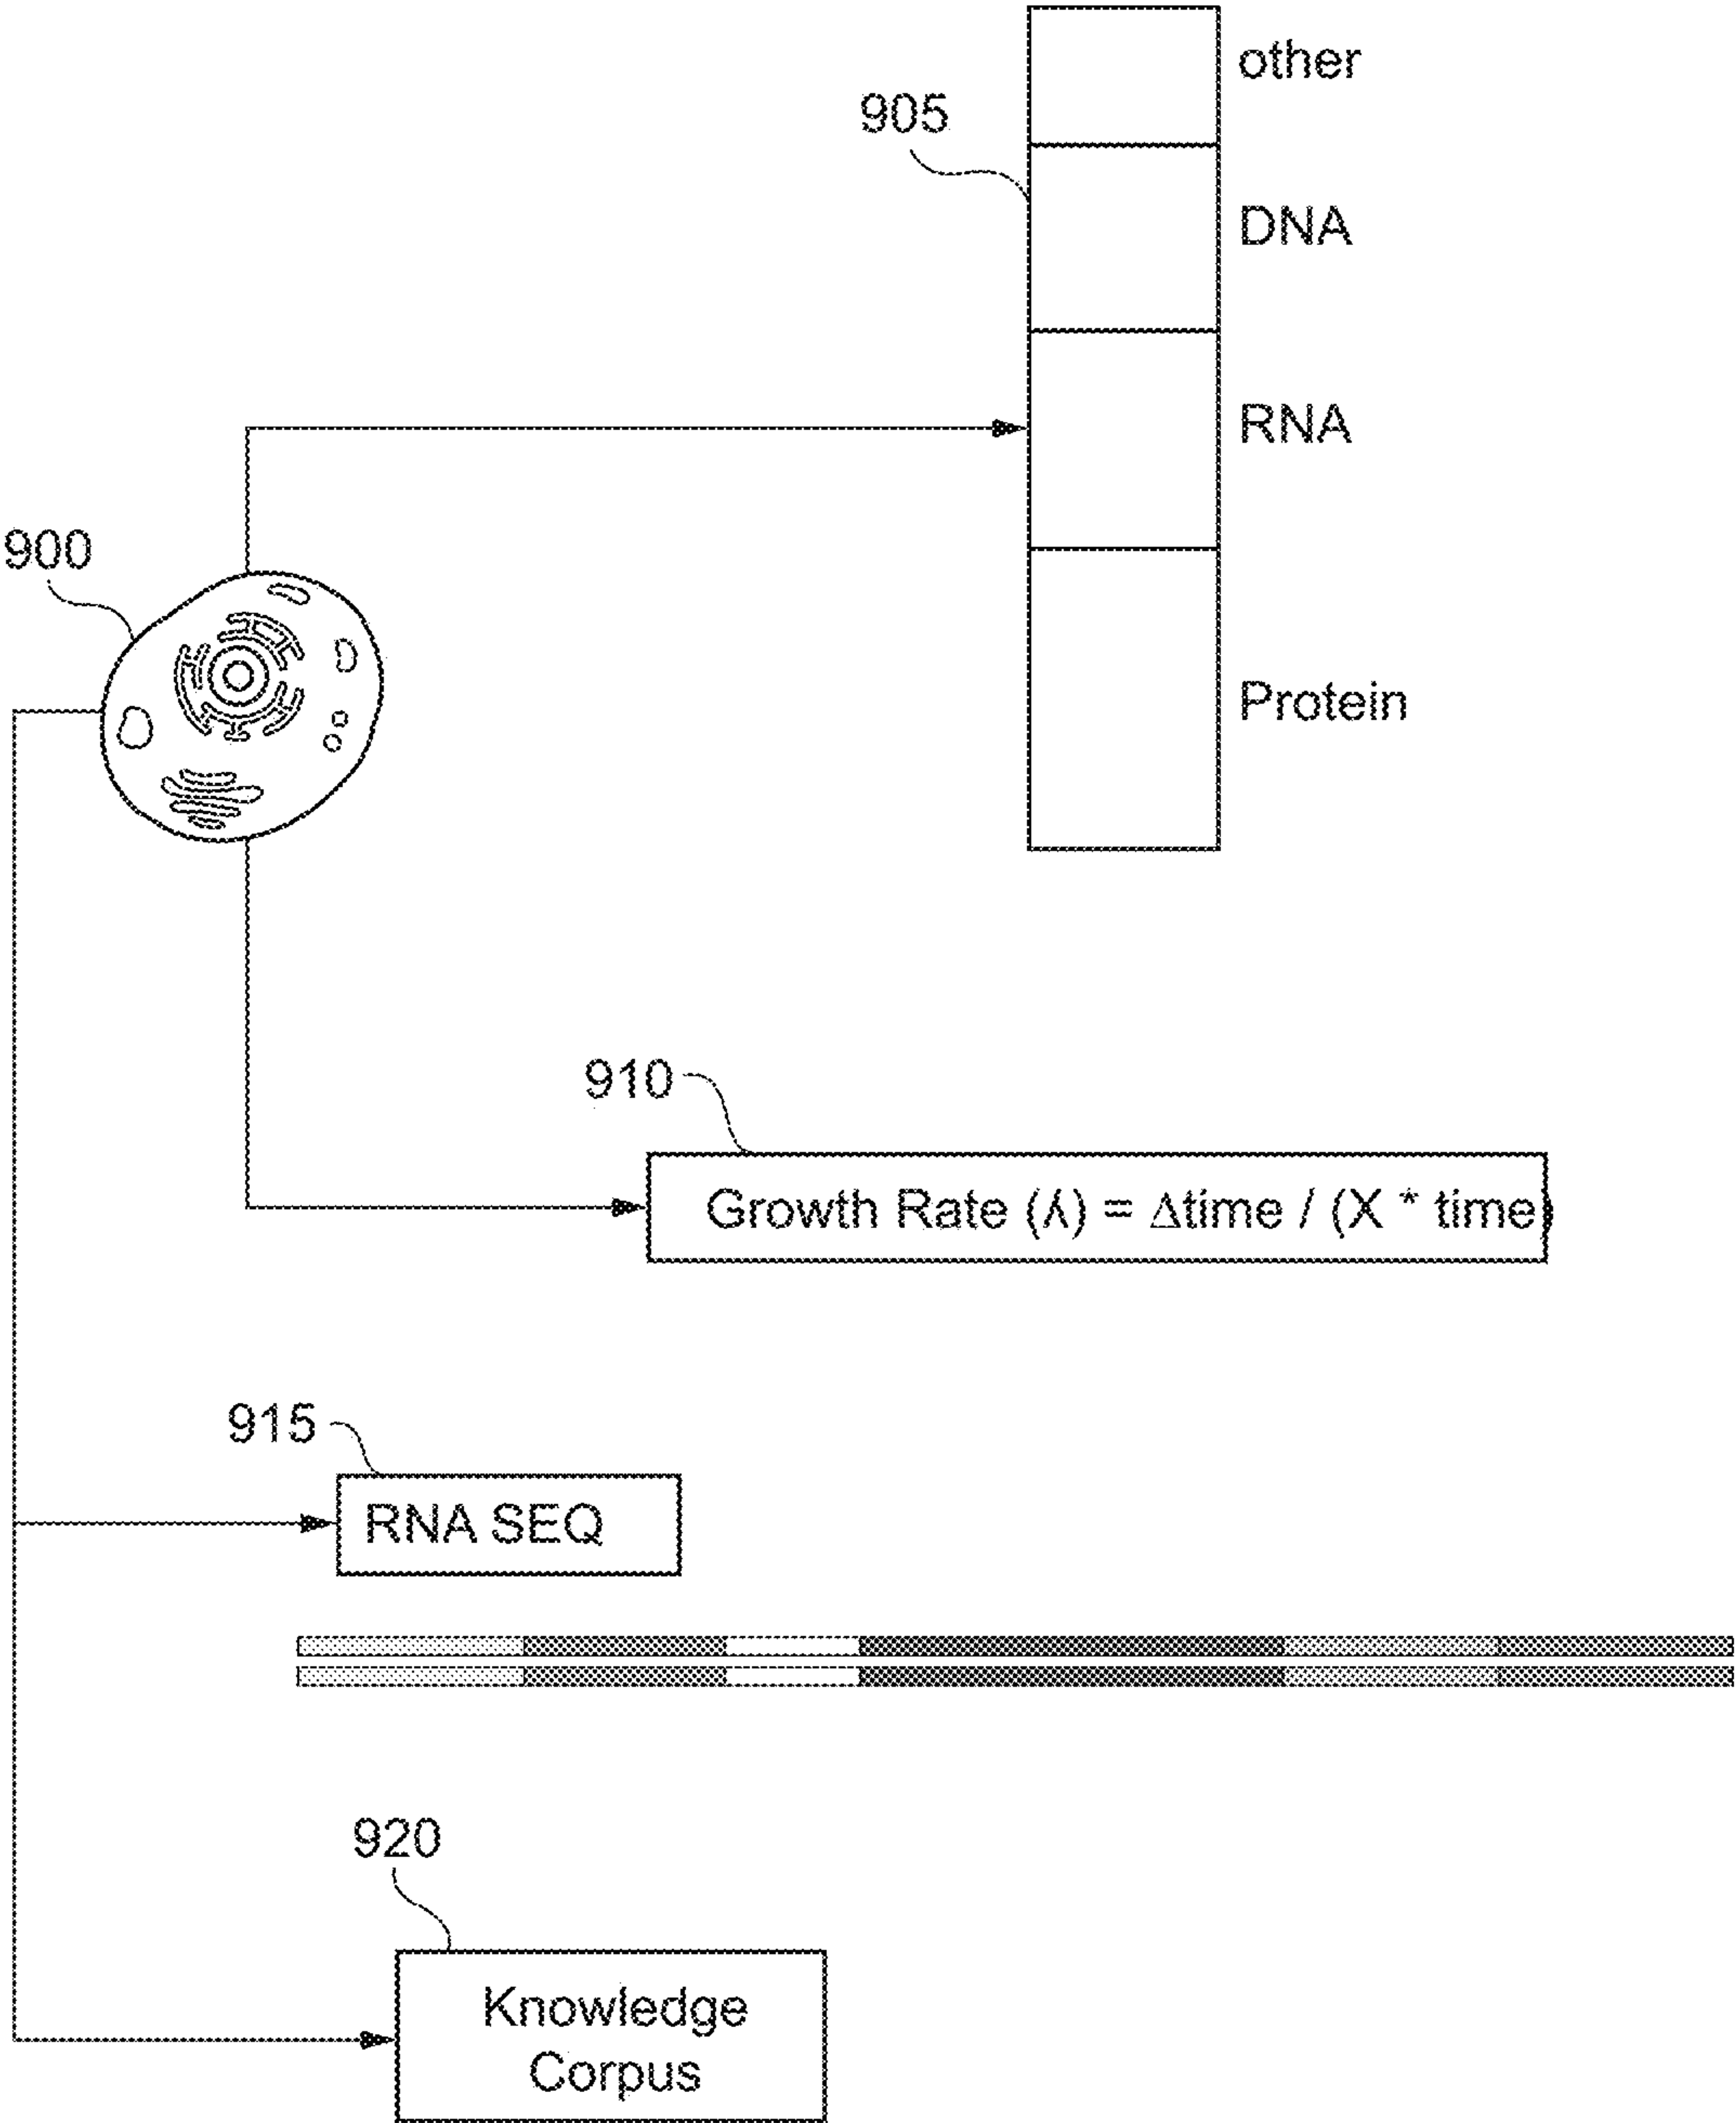 other
905
DNA
RNA
900
Protein
910
Growth Rate (λ) = Δtime / (X * time)
915
RNA SEQ
920
Knowledge
Corpus